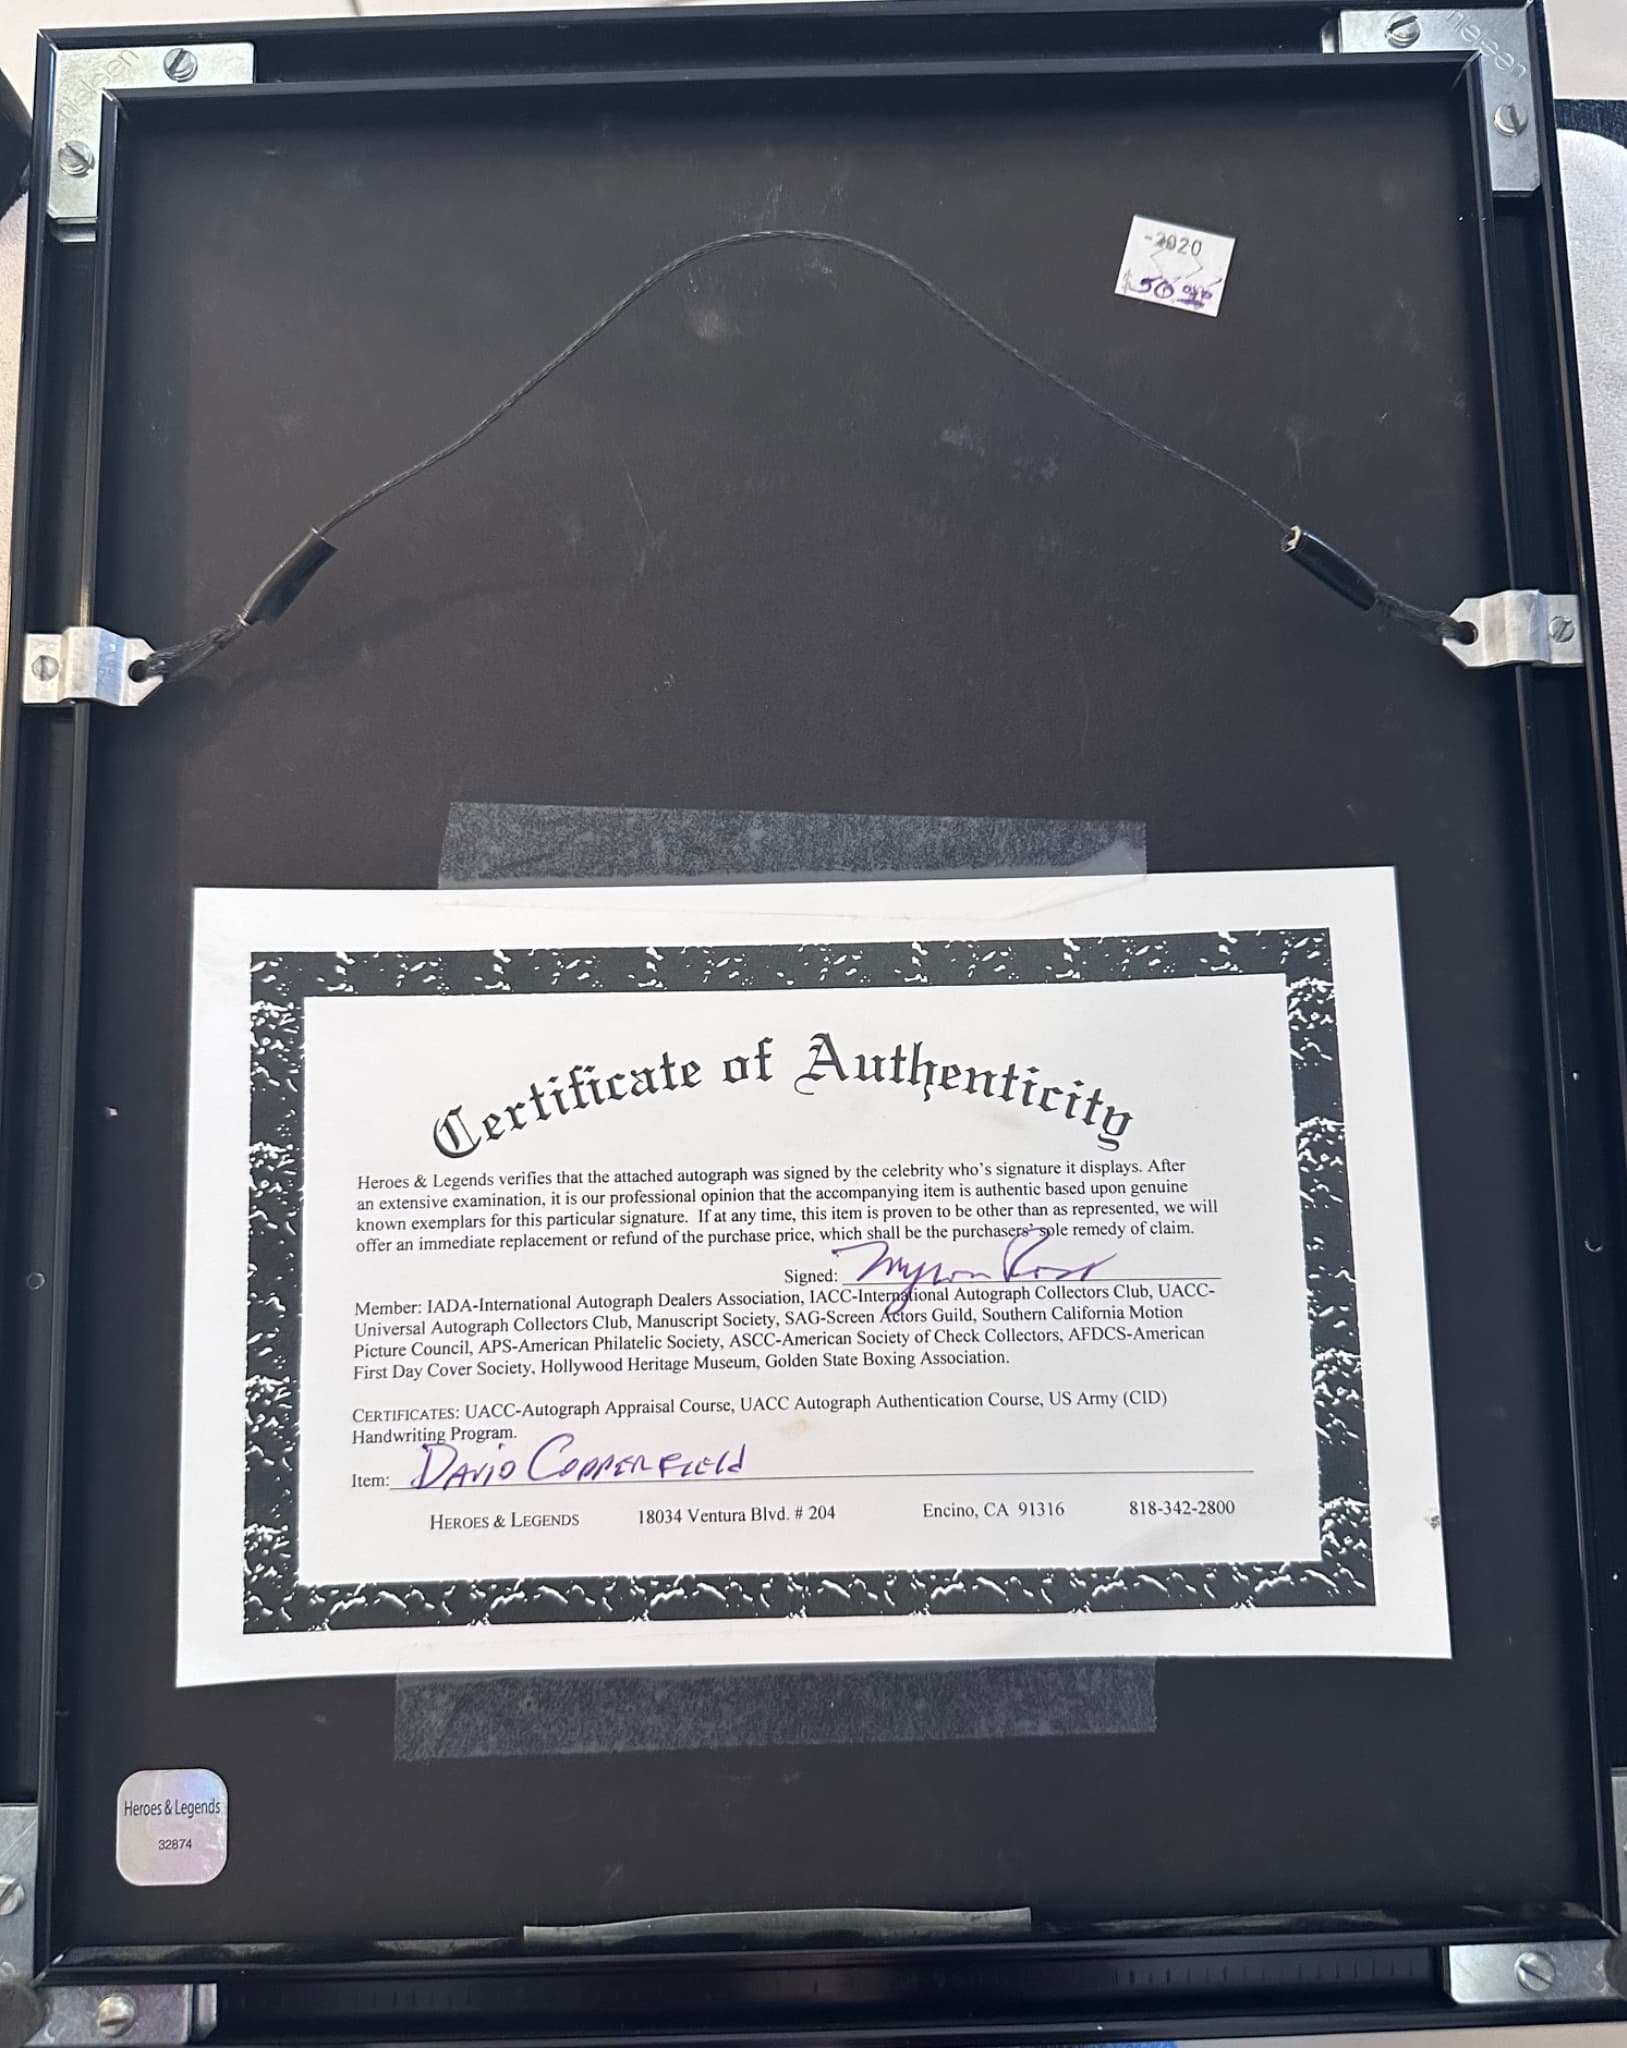 nielsen
nielsen
-2020
$50
Certificate of Authenticity
Heroes & Legends verifies that the attached autograph was signed by the celebrity who's signature it displays. After
an extensive examination, it is our professional opinion that the accompanying item is authentic based upon genuine
known exemplars for this particular signature. If at any time, this item is proven to be other than as represented, we will
offer an immediate replacement or refund of the purchase price, which shall be the purchasers' sole remedy of claim.
Signed: Myron Ross
Member: IADA-International Autograph Dealers Association, IACC-International Autograph Collectors Club, UACC-
Universal Autograph Collectors Club, Manuscript Society, SAG-Screen Actors Guild, Southern California Motion
Picture Council, APS-American Philatelic Society, ASCC-American Society of Check Collectors, AFDCS-American
First Day Cover Society, Hollywood Heritage Museum, Golden State Boxing Association.
CERTIFICATES: UACC-Autograph Appraisal Course, UACC Autograph Authentication Course, US Army (CID)
Handwriting Program.
Item: DAVID COPPERFIELD
HEROES & LEGENDS 18034 Ventura Blvd. # 204 Encino, CA 91316 818-342-2800
Heroes & Legends
32874